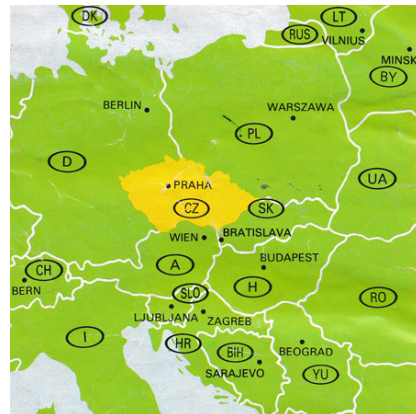 DK
LT
RUS
VILNIUS
MINSK
BY
BERLIN
WARSZAWA
PL
D
UA
PRAHA
CZ
SK
WIEN
BRATISLAVA
CH
A
BUDAPEST
BERN
H
SLO
RO
LJUBLJANA
ZAGREB
I
HR
BIH
BEOGRAD
SARAJEVO
YU